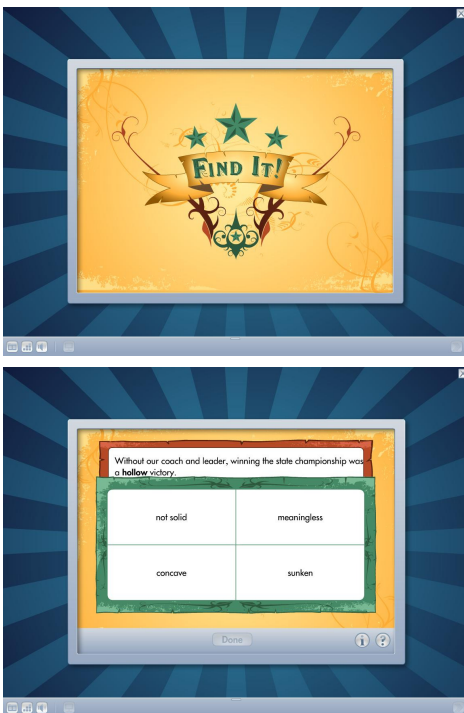 FIND IT!
Without our coach and leader, winning the state championship was
a hollow victory.
not solid
meaningless
concave
sunken
Done